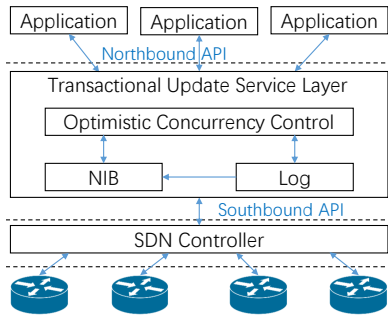 Application Application Application
Northbound API
Transactional Update Service Layer
Optimistic Concurrency Control
NIB Log
Southbound API
SDN Controller